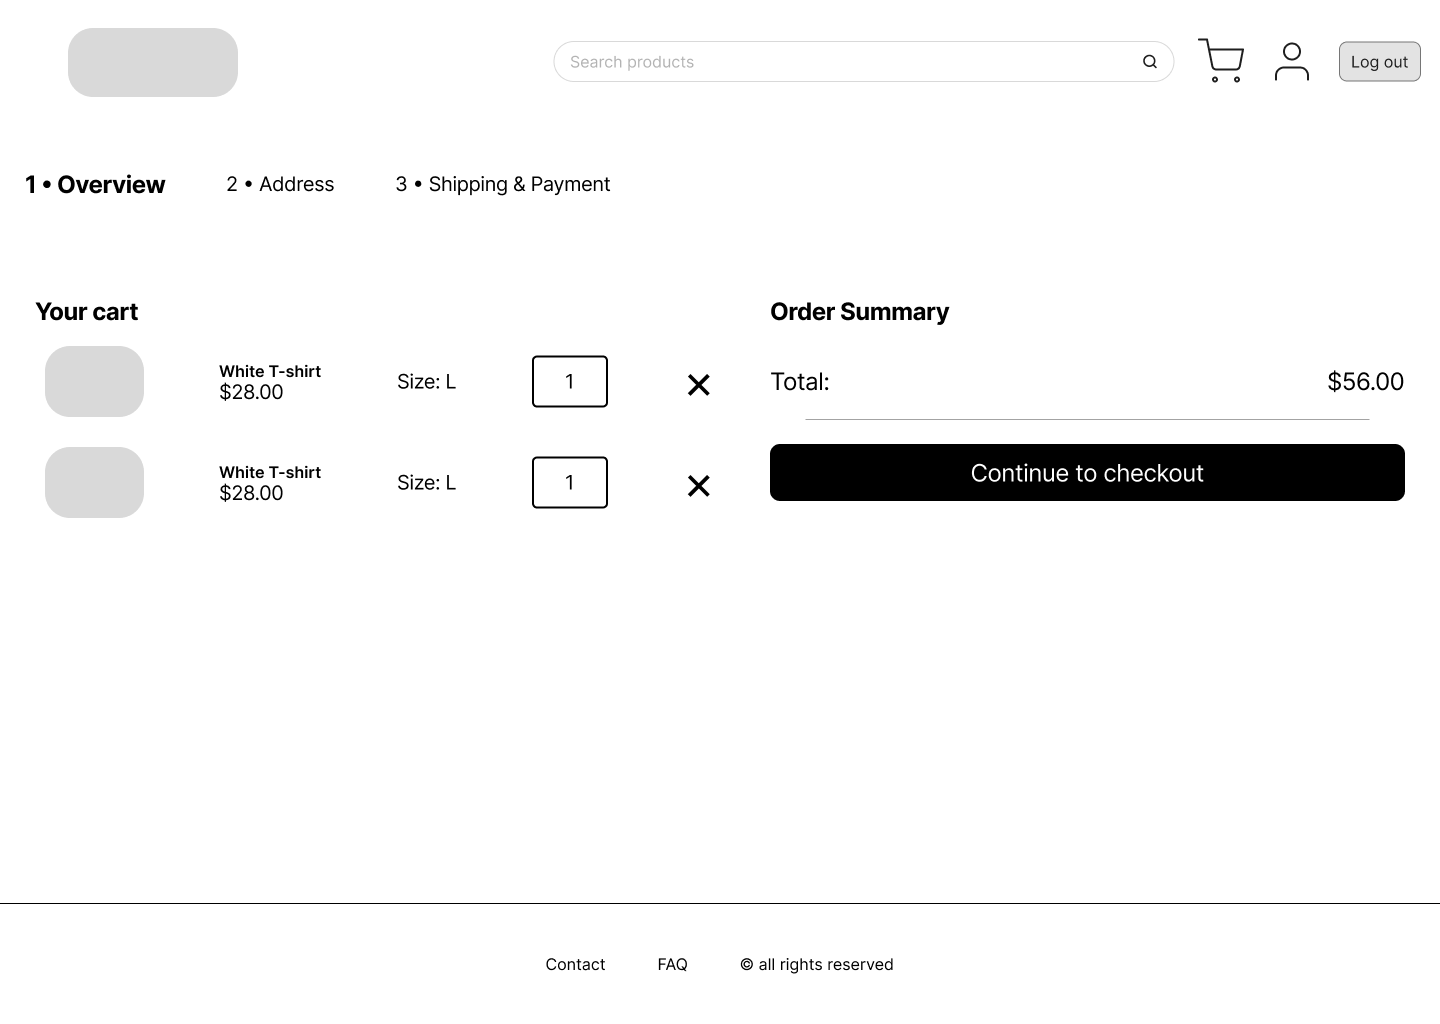 Search products
Log out
1 • Overview
2 • Address
3 • Shipping & Payment
Your cart
White T-shirt
$28.00
Size: L
1
White T-shirt
$28.00
Size: L
1
Order Summary
Total:
$56.00
Continue to checkout
Contact
FAQ
© all rights reserved